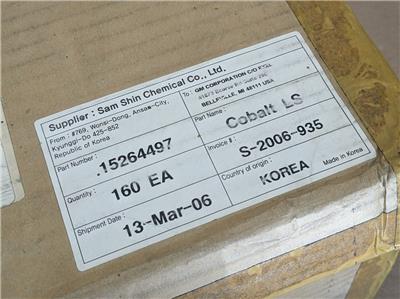 Supplier : Sam Shin Chemical Co., Ltd.
From : #769, Wonsi-Dong, Ansan-City,
Kyunggi-Do 425-852
Republic of Korea
To : GM CORPORATION C/O
BELLEVILLE, MI 48111 USA
Part Number : .15264497
Part Name : Cobalt LS
Quantity : 160 EA
Invoice # : S-2006-935
Shipment Date : 13-Mar-06
Country of origin : KOREA
Made in Korea